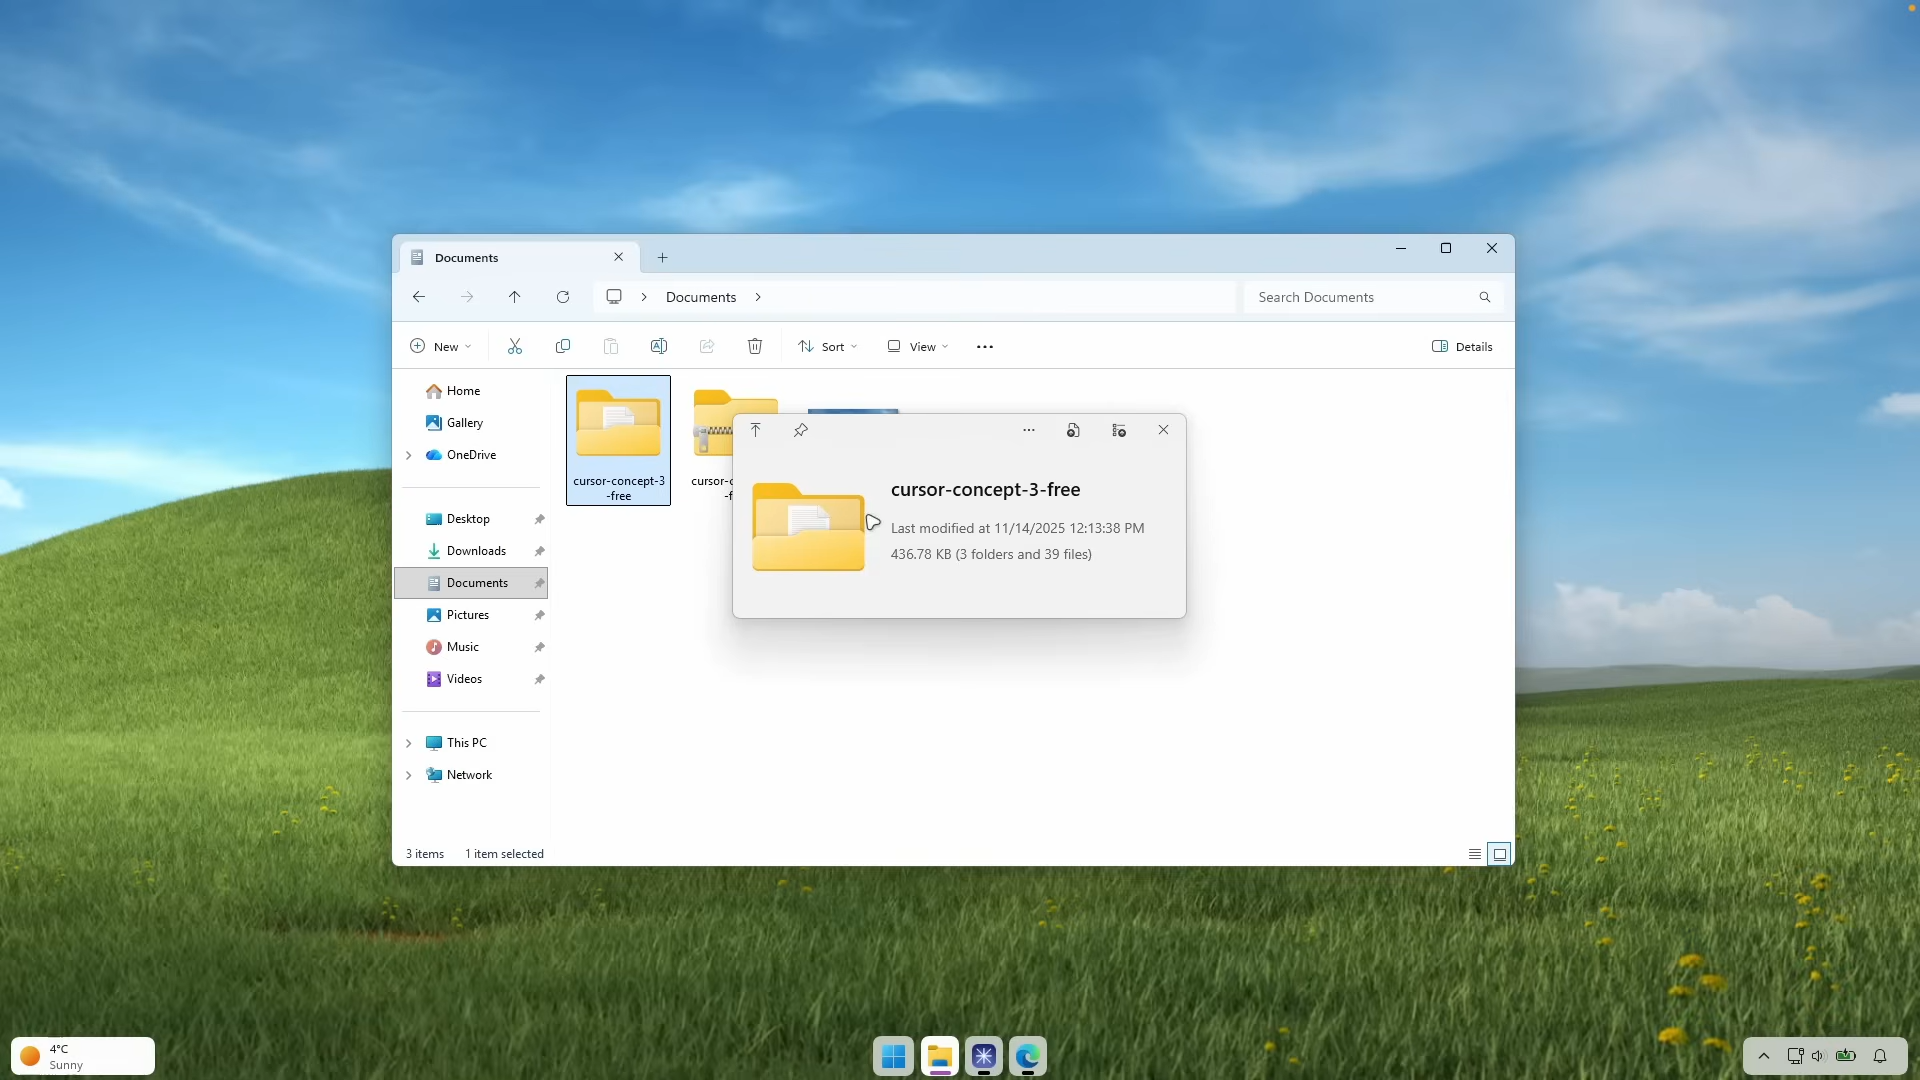 Documents
Documents
Search Documents
New
Sort
View
Details
Home
Gallery
OneDrive
Desktop
Downloads
Documents
Pictures
Music
Videos
This PC
Network
cursor-concept-3
-free
cursor-c
-f
cursor-concept-3-free
Last modified at 11/14/2025 12:13:38 PM
436.78 KB (3 folders and 39 files)
3 items
1 item selected
4°C
Sunny